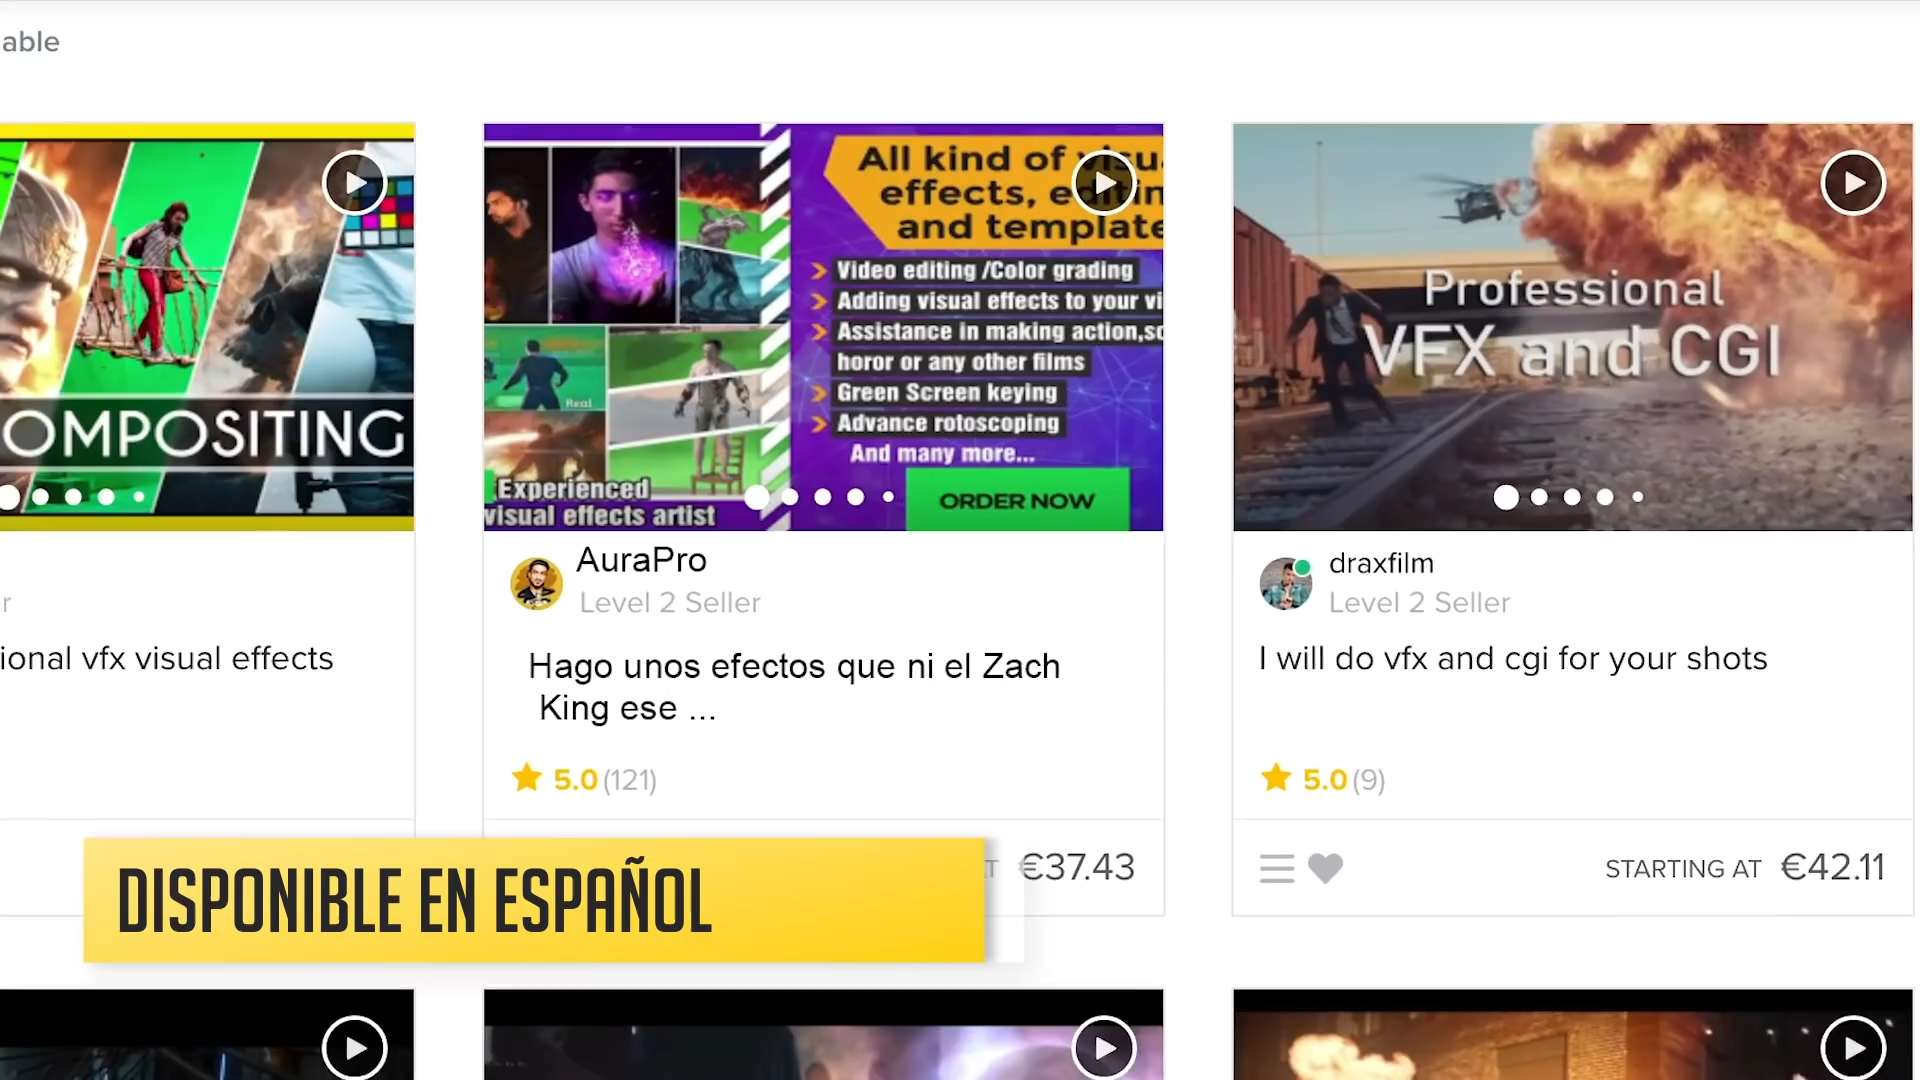 able
OMPOSITING
r
ional vfx visual effects
All kind of
effects,
and template
Video editing /Color grading
Adding visual effects to your vi
Assistance in making action,sc
horor or any other films
Green Screen keying
Advance rotoscoping
And many more...
Real
Experienced
visual effects artist
ORDER NOW
AuraPro
Level 2 Seller
Hago unos efectos que ni el Zach
King ese ...
5.0 (121)
AT €37.43
Professional
VFX and CGI
draxfilm
Level 2 Seller
I will do vfx and cgi for your shots
5.0 (9)
STARTING AT €42.11
DISPONIBLE EN ESPAÑOL